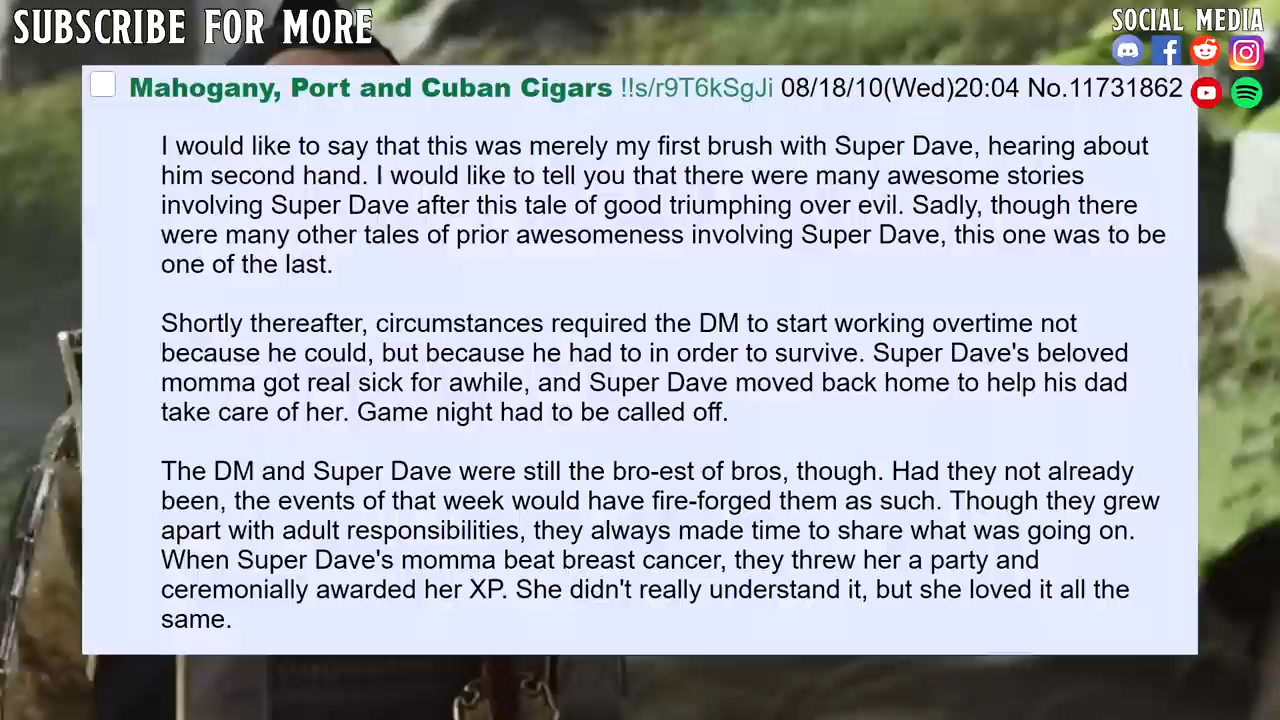 SUBSCRIBE FOR MORE
SOCIAL MEDIA
Mahogany, Port and Cuban Cigars !!s/r9T6kSgJi 08/18/10(Wed)20:04 No.11731862
I would like to say that this was merely my first brush with Super Dave, hearing about
him second hand. I would like to tell you that there were many awesome stories
involving Super Dave after this tale of good triumphing over evil. Sadly, though there
were many other tales of prior awesomeness involving Super Dave, this one was to be
one of the last.
Shortly thereafter, circumstances required the DM to start working overtime not
because he could, but because he had to in order to survive. Super Dave's beloved
momma got real sick for awhile, and Super Dave moved back home to help his dad
take care of her. Game night had to be called off.
The DM and Super Dave were still the bro-est of bros, though. Had they not already
been, the events of that week would have fire-forged them as such. Though they grew
apart with adult responsibilities, they always made time to share what was going on.
When Super Dave's momma beat breast cancer, they threw her a party and
ceremonially awarded her XP. She didn't really understand it, but she loved it all the
same.